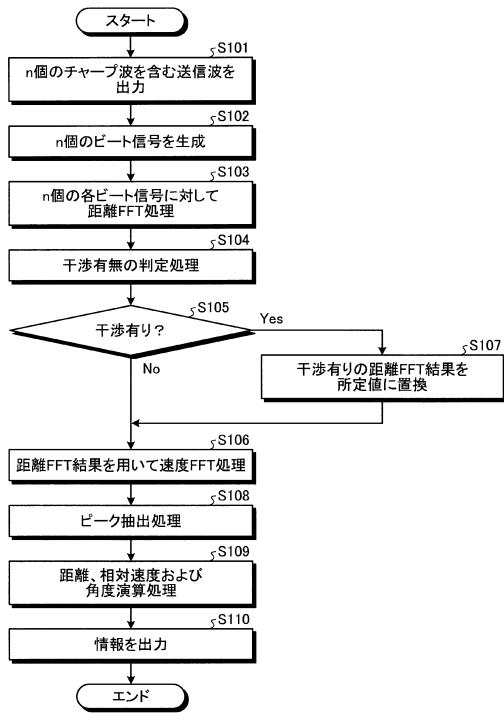 スタート
S101
n個のチャープ波を含む送信波を
出力
S102
n個のビート信号を生成
S103
n個の各ビート信号に対して
距離FFT処理
S104
干渉有無の判定処理
S105
干渉有り？
Yes
No
S107
干渉有りの距離FFT結果を
所定値に置換
S106
距離FFT結果を用いて速度FFT処理
S108
ピーク抽出処理
S109
距離、相対速度および
角度演算処理
S110
情報を出力
エンド